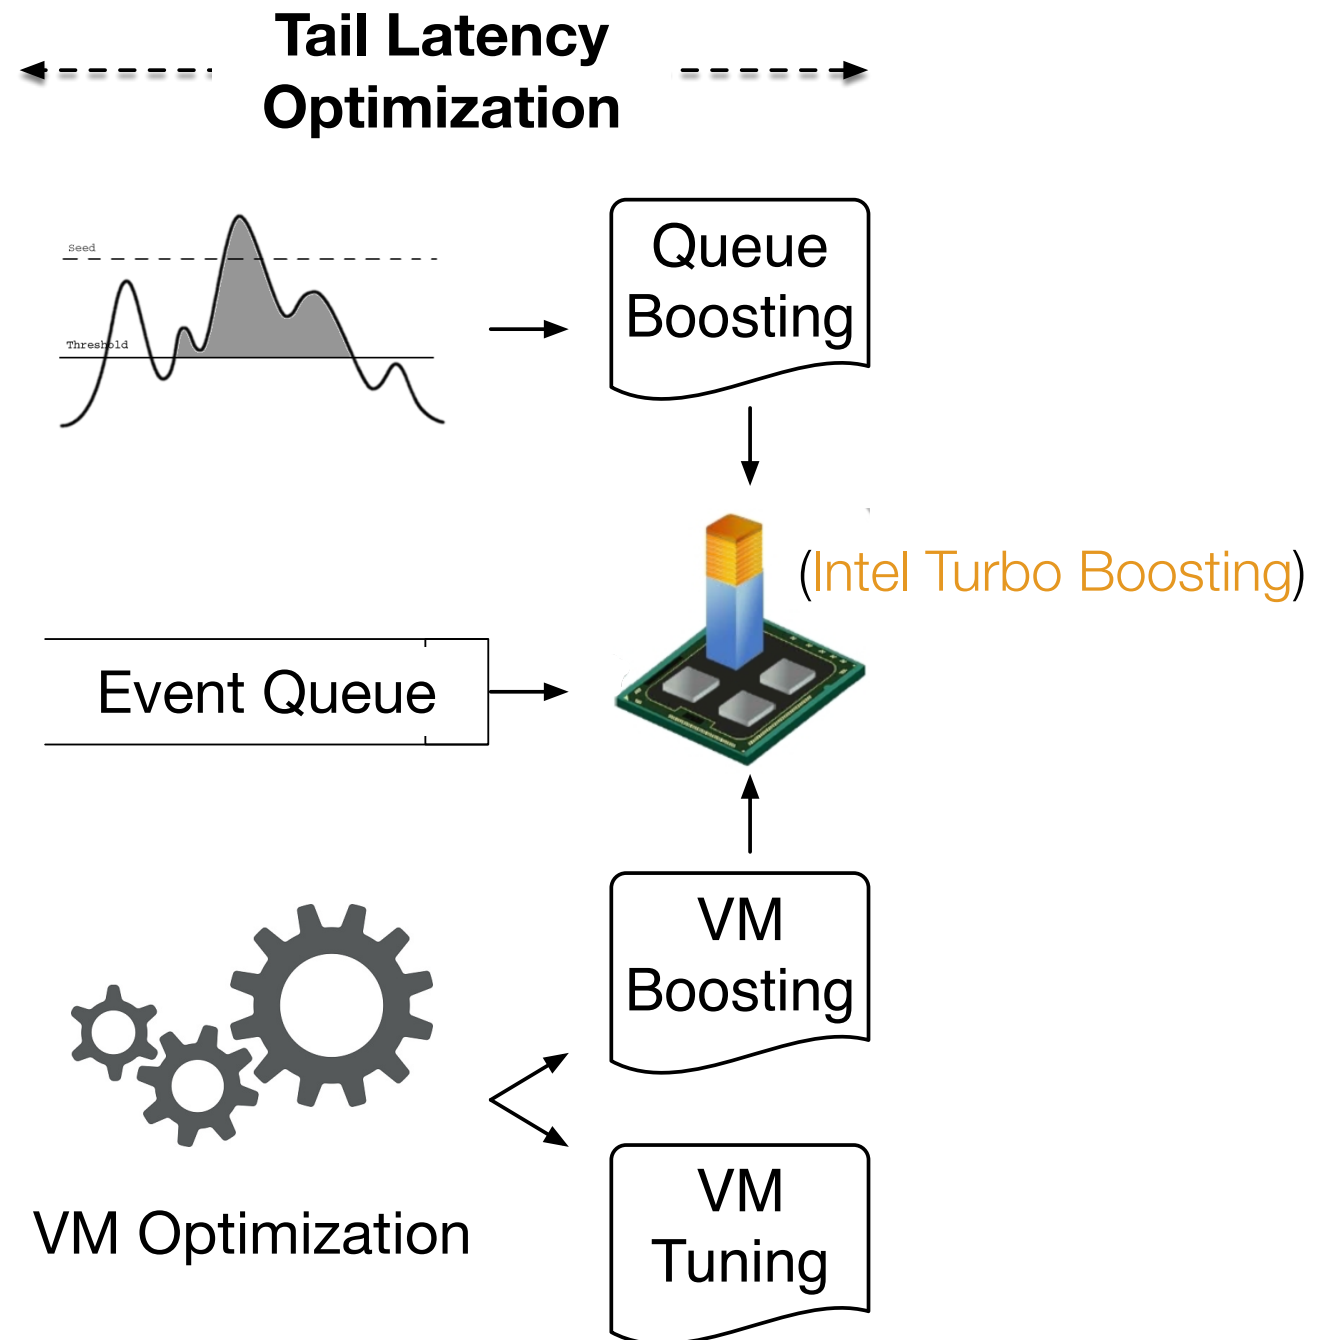 Tail Latency
Optimization
Seed
Threshold
Queue
Boosting
(Intel Turbo Boosting)
Event Queue
VM
Boosting
VM Optimization
VM
Tuning